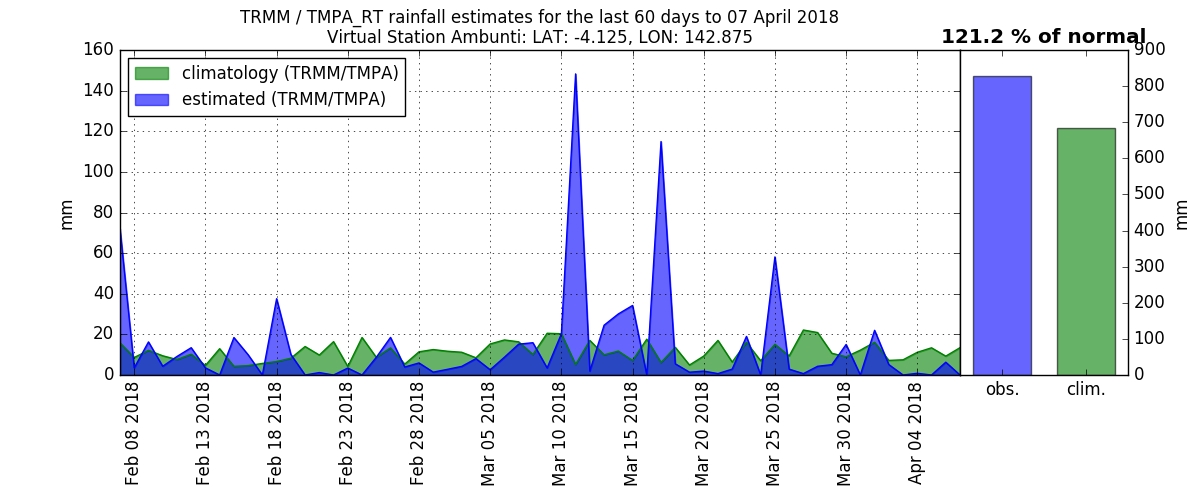 TRMM / TMPA_RT rainfall estimates for the last 60 days to 07 April 2018
Virtual Station Ambunti: LAT: -4.125, LON: 142.875
121.2 % of normal
climatology (TRMM/TMPA)
estimated (TRMM/TMPA)
mm
160
140
120
100
80
60
40
20
0
Feb 08 2018
Feb 13 2018
Feb 18 2018
Feb 23 2018
Feb 28 2018
Mar 05 2018
Mar 10 2018
Mar 15 2018
Mar 20 2018
Mar 25 2018
Mar 30 2018
Apr 04 2018
obs.
clim.
900
800
700
600
500
400
300
200
100
0
mm